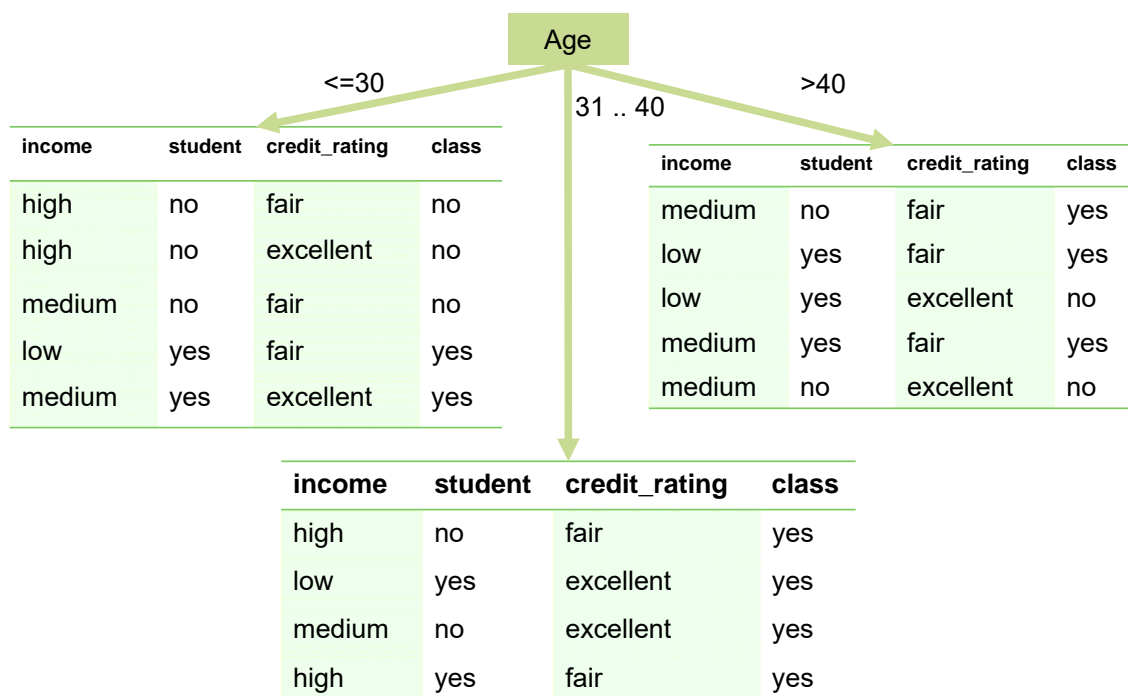 Age
<=30
31 .. 40
>40
income student credit_rating class
high no fair no
high no excellent no
medium no fair no
low yes fair yes
medium yes excellent yes
income student credit_rating class
medium no fair yes
low yes fair yes
low yes excellent no
medium yes fair yes
medium no excellent no
income student credit_rating class
high no fair yes
low yes excellent yes
medium no excellent yes
high yes fair yes